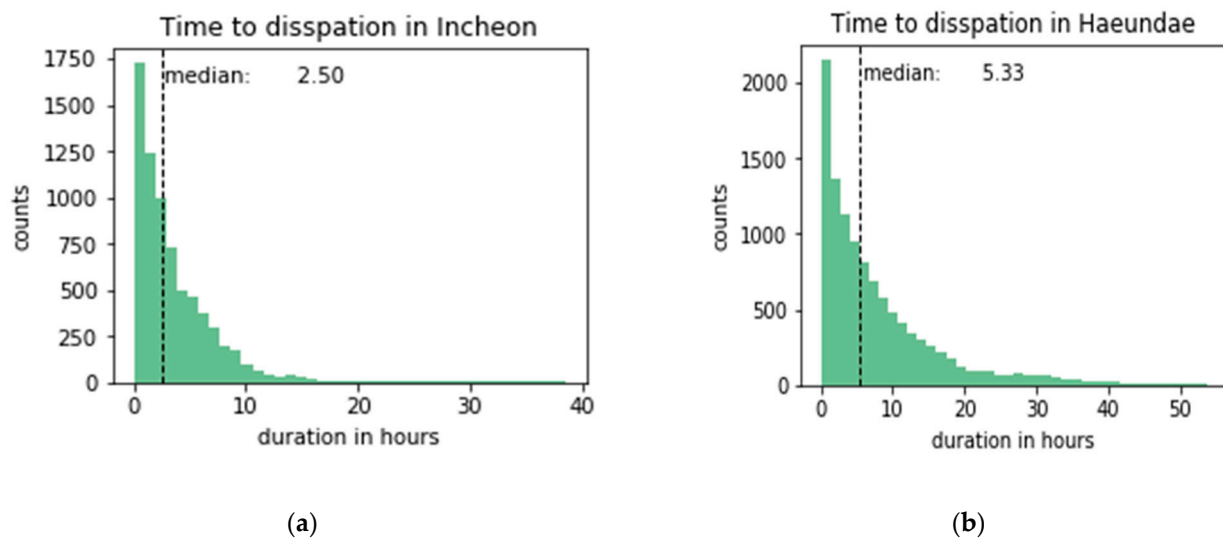 Time to disspation in Incheon
median: 2.50
1750
1500
1250
1000
750
500
250
0
counts
0 10 20 30 40
duration in hours
(a)
Time to disspation in Haeundae
median: 5.33
2000
1500
1000
500
0
counts
0 10 20 30 40 50
duration in hours
(b)